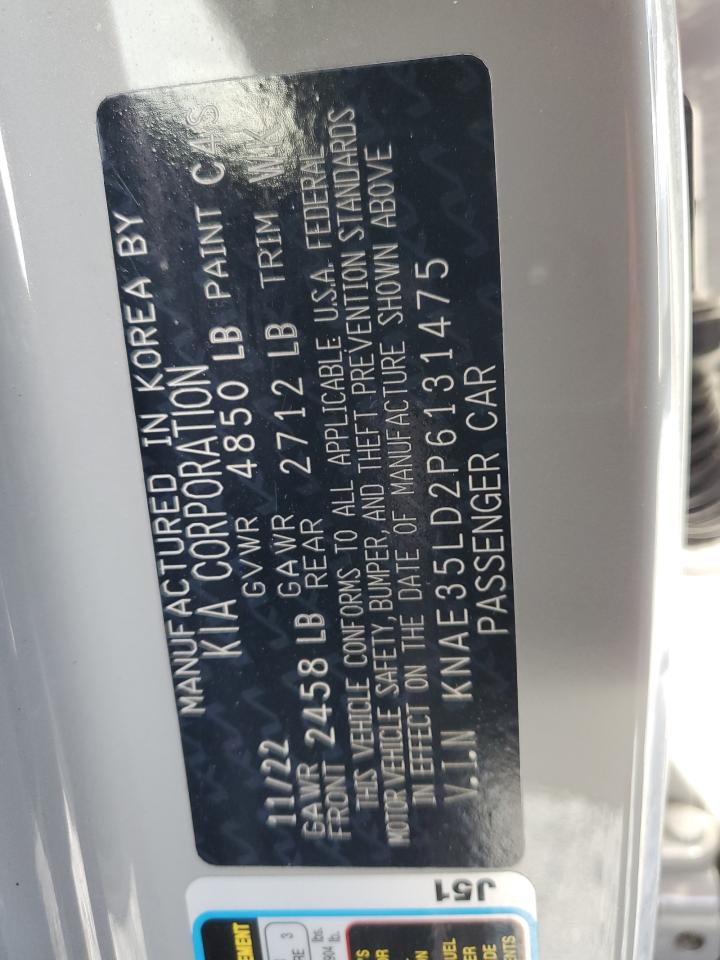 MANUFACTURED IN KOREA BY
KIA CORPORATION
GVWR 4850 LB PAINT C4S
11/22
GAWR GAWR
FRONT 2458 LB REAR 2712 LB TRIM WK
THIS VEHICLE CONFORMS TO ALL APPLICABLE U.S.A. FEDERAL
MOTOR VEHICLE SAFETY, BUMPER, AND THEFT PREVENTION STANDARDS
IN EFFECT ON THE DATE OF MANUFACTURE SHOWN ABOVE
V.I.N KNAE35LD2P6131475
PASSENGER CAR
J51